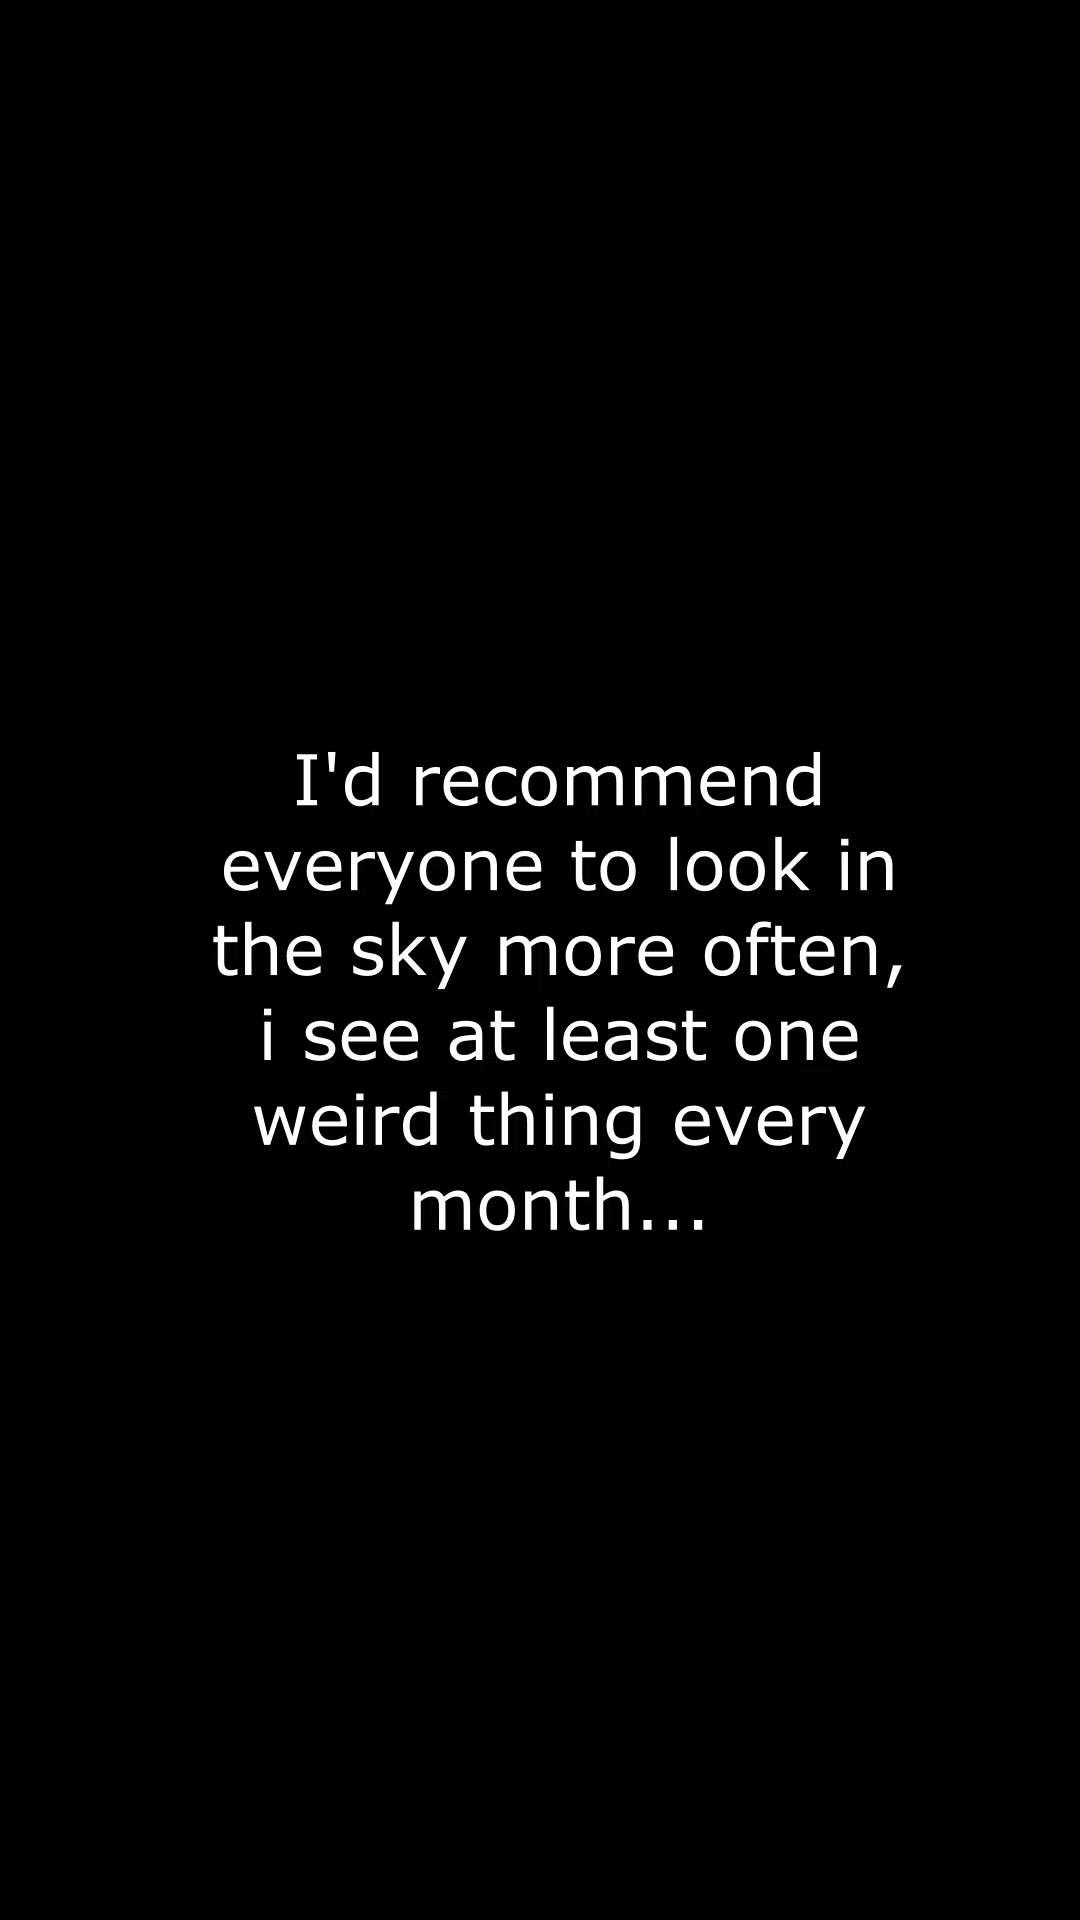 I'd recommend
everyone to look in
the sky more often,
i see at least one
weird thing every
month...